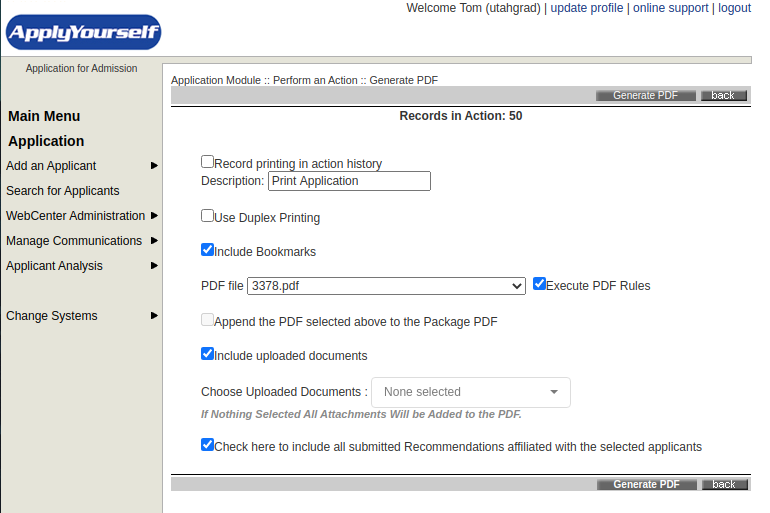 Welcome Tom (utahgrad) | update profile | online support | logout
ApplyYourself
Application for Admission
Application Module :: Perform an Action :: Generate PDF
Generate PDF back
Records in Action: 50
Main Menu
Application
Add an Applicant
Search for Applicants
WebCenter Administration
Manage Communications
Applicant Analysis
Change Systems
Record printing in action history
Description: Print Application
Use Duplex Printing
Include Bookmarks
PDF file 3378.pdf Execute PDF Rules
Append the PDF selected above to the Package PDF
Include uploaded documents
Choose Uploaded Documents : None selected
If Nothing Selected All Attachments Will be Added to the PDF.
Check here to include all submitted Recommendations affiliated with the selected applicants
Generate PDF back